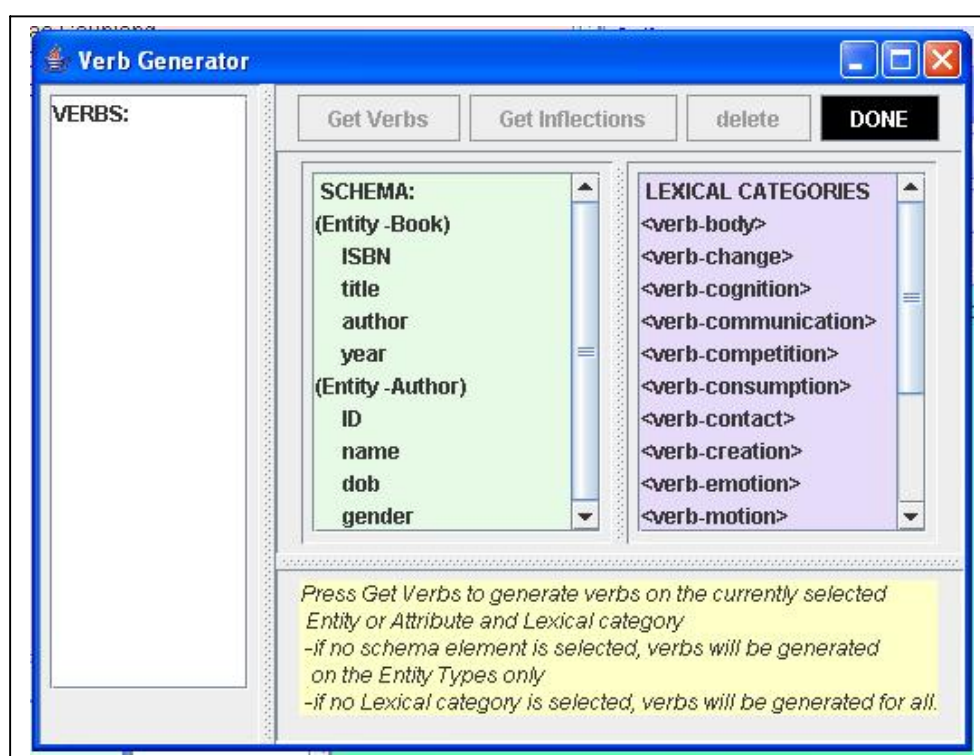 Verb Generator
VERBS:
Get Verbs
Get Inflections
delete
DONE
SCHEMA:
(Entity -Book)
ISBN
title
author
year
(Entity -Author)
ID
name
dob
gender
LEXICAL CATEGORIES
<verb-body>
<verb-change>
<verb-cognition>
<verb-communication>
<verb-competition>
<verb-consumption>
<verb-contact>
<verb-creation>
<verb-emotion>
<verb-motion>
Press Get Verbs to generate verbs on the currently selected
Entity or Attribute and Lexical category
-if no schema element is selected, verbs will be generated
on the Entity Types only
-if no Lexical category is selected, verbs will be generated for all.